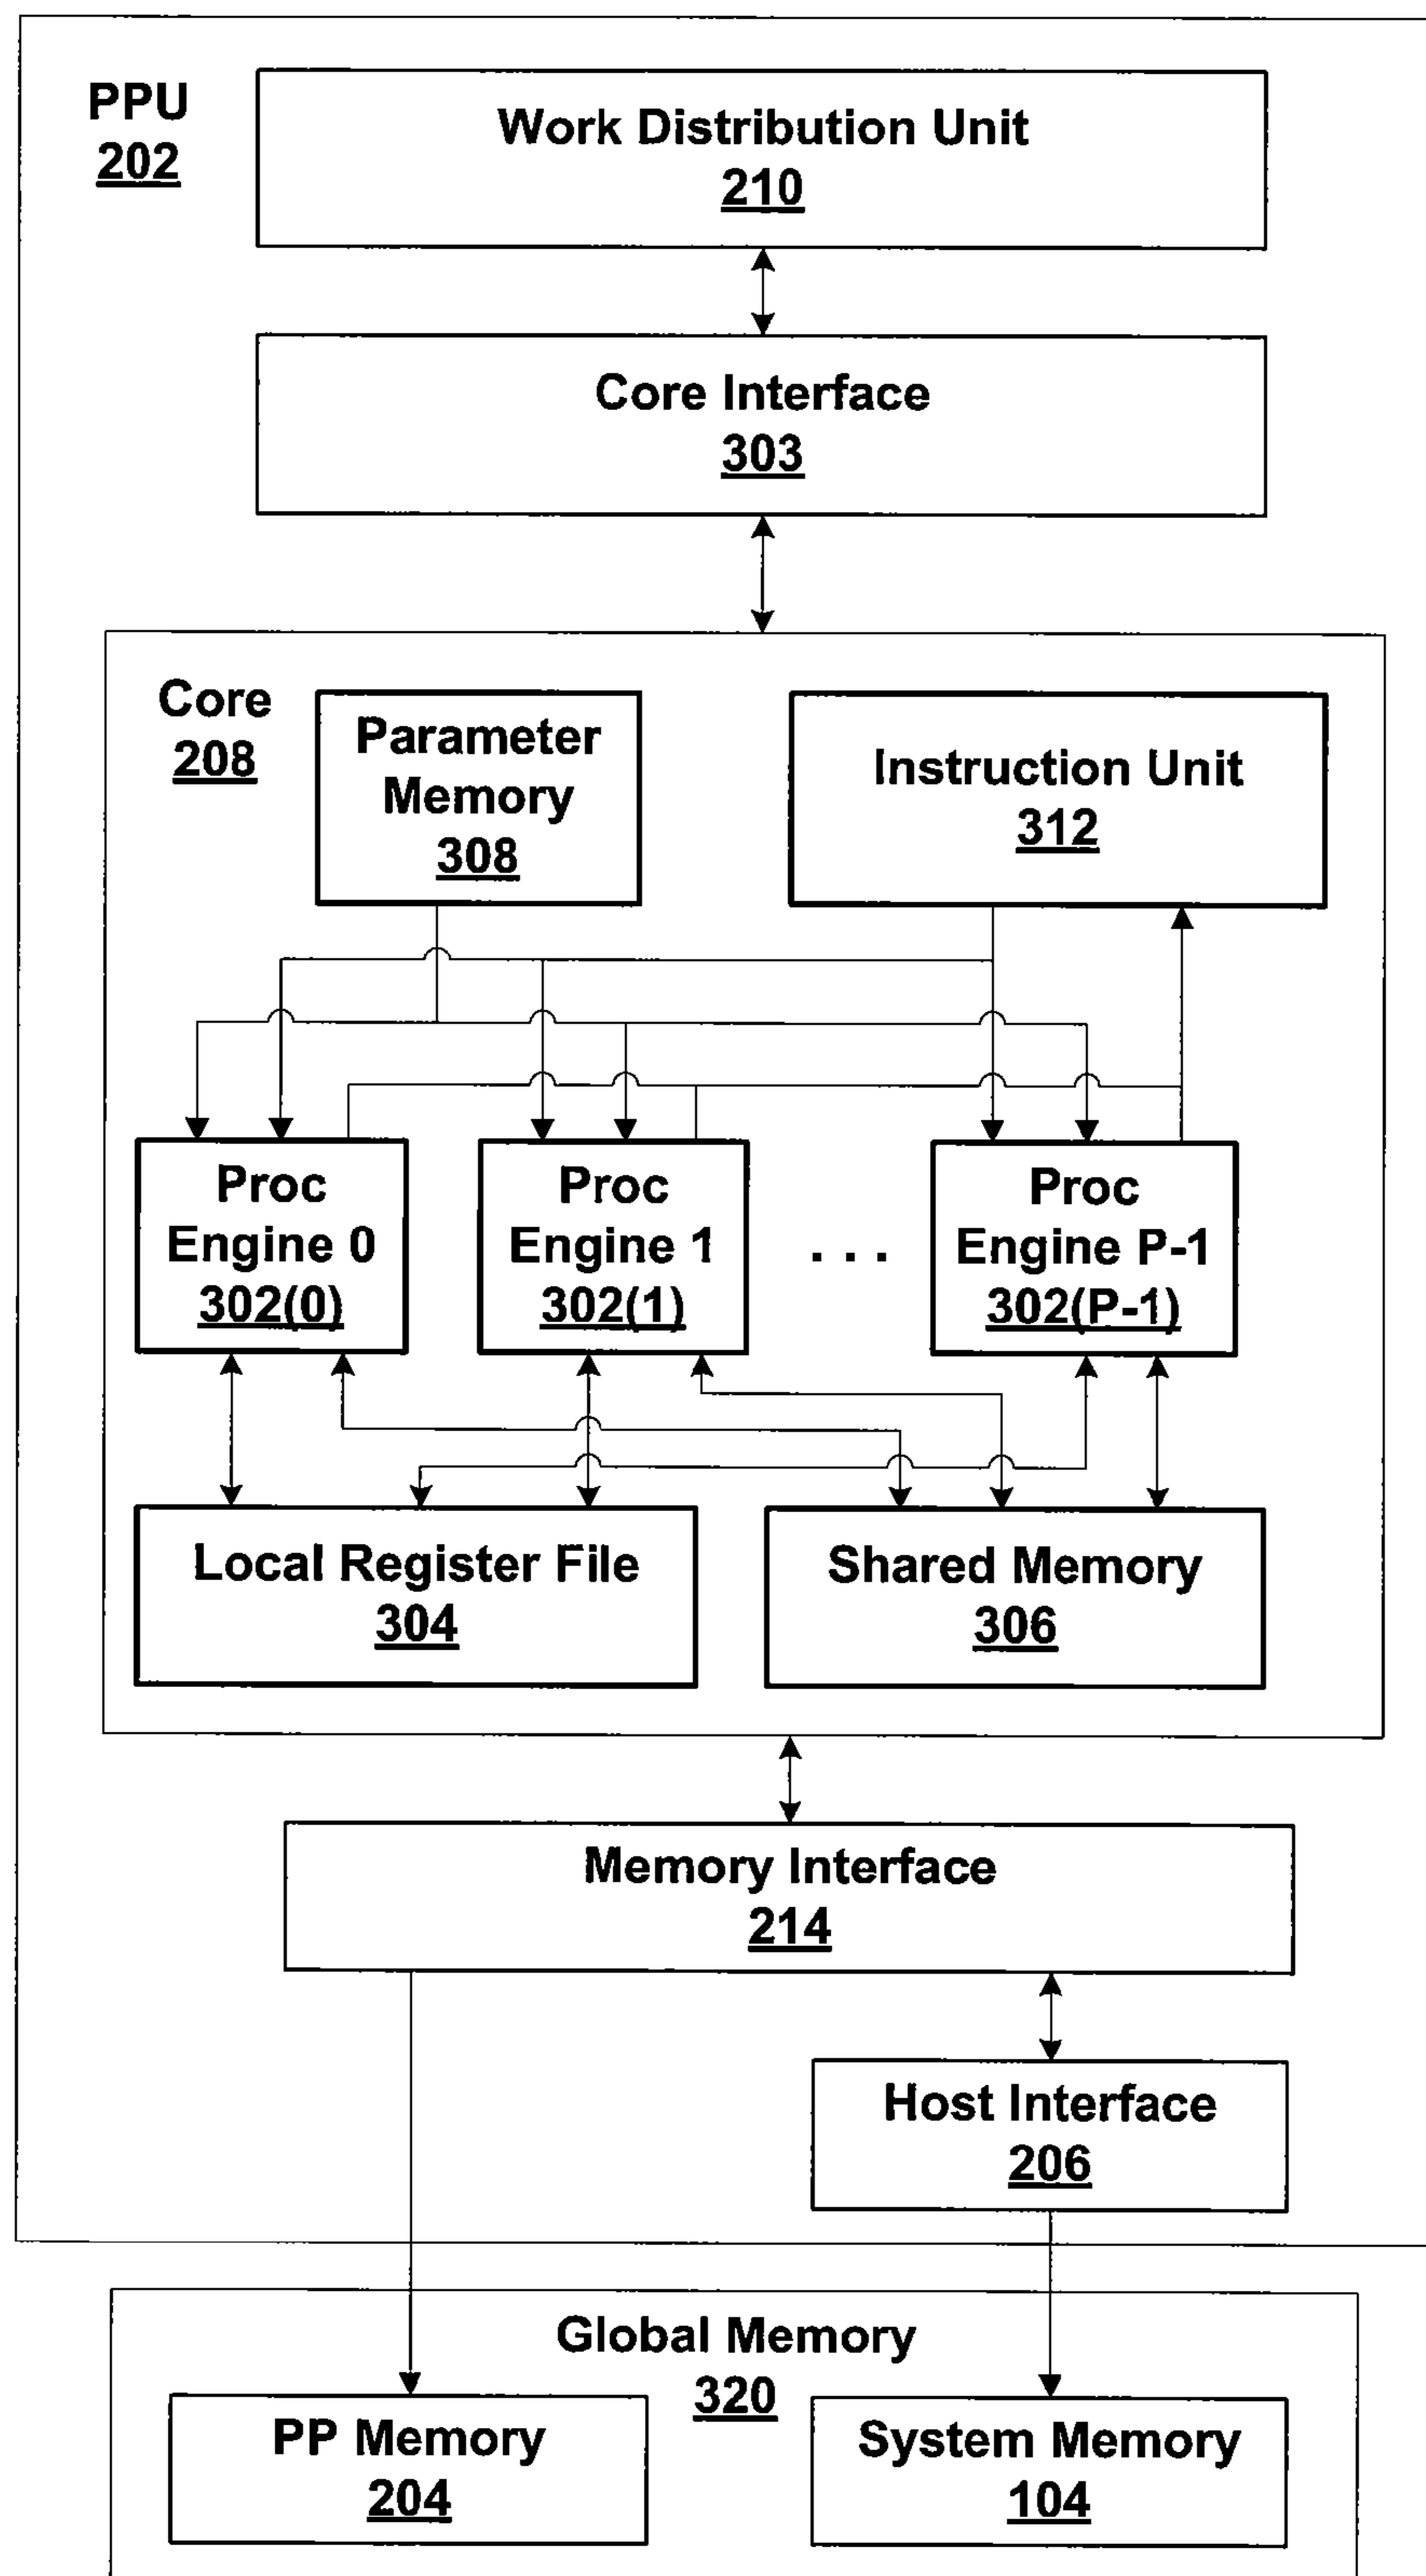 PPU
202
Work Distribution Unit
210
Core Interface
303
Core
208
Parameter
Memory
308
Instruction Unit
312
Proc
Engine 0
302(0)
Proc
Engine 1
302(1)
. . .
Proc
Engine P-1
302(P-1)
Local Register File
304
Shared Memory
306
Memory Interface
214
Host Interface
206
Global Memory
320
PP Memory
204
System Memory
104